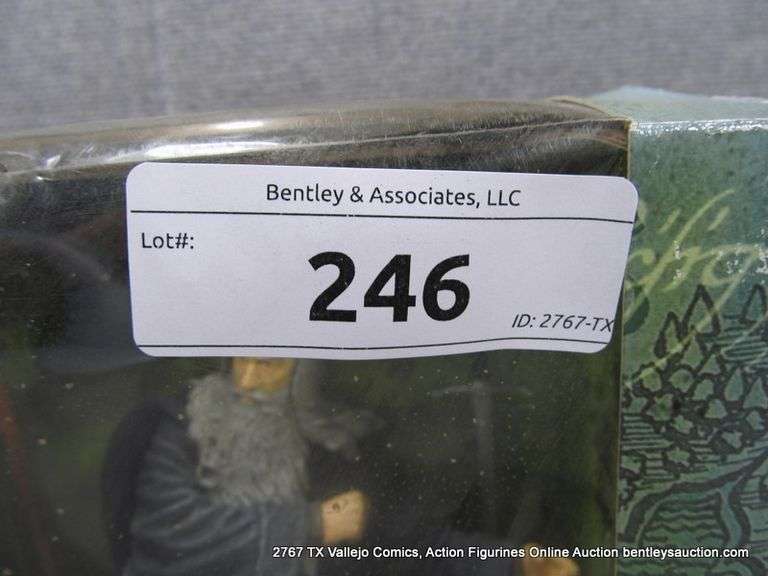 Bentley & Associates, LLC
Lot#:
246
ID: 2767-TX
2767 TX Vallejo Comics, Action Figurines Online Auction bentleysauction.com